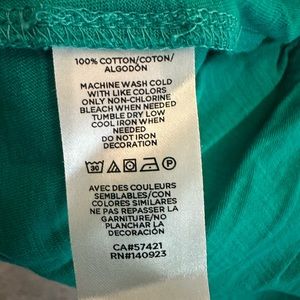 100% COTTON/COTON/
ALGODÓN
MACHINE WASH COLD
WITH LIKE COLORS
ONLY NON-CHLORINE
BLEACH WHEN NEEDED
TUMBLE DRY LOW
COOL IRON WHEN
NEEDED
DO NOT IRON
DECORATION
30 P
AVEC DES COULEURS
SEMBLABLES/CON
COLORES SIMILARES
NE PAS REPASSER LA
GARNITURE/NO
PLANCHAR LA
DECORACIÓN
CA#57421
RN#140923